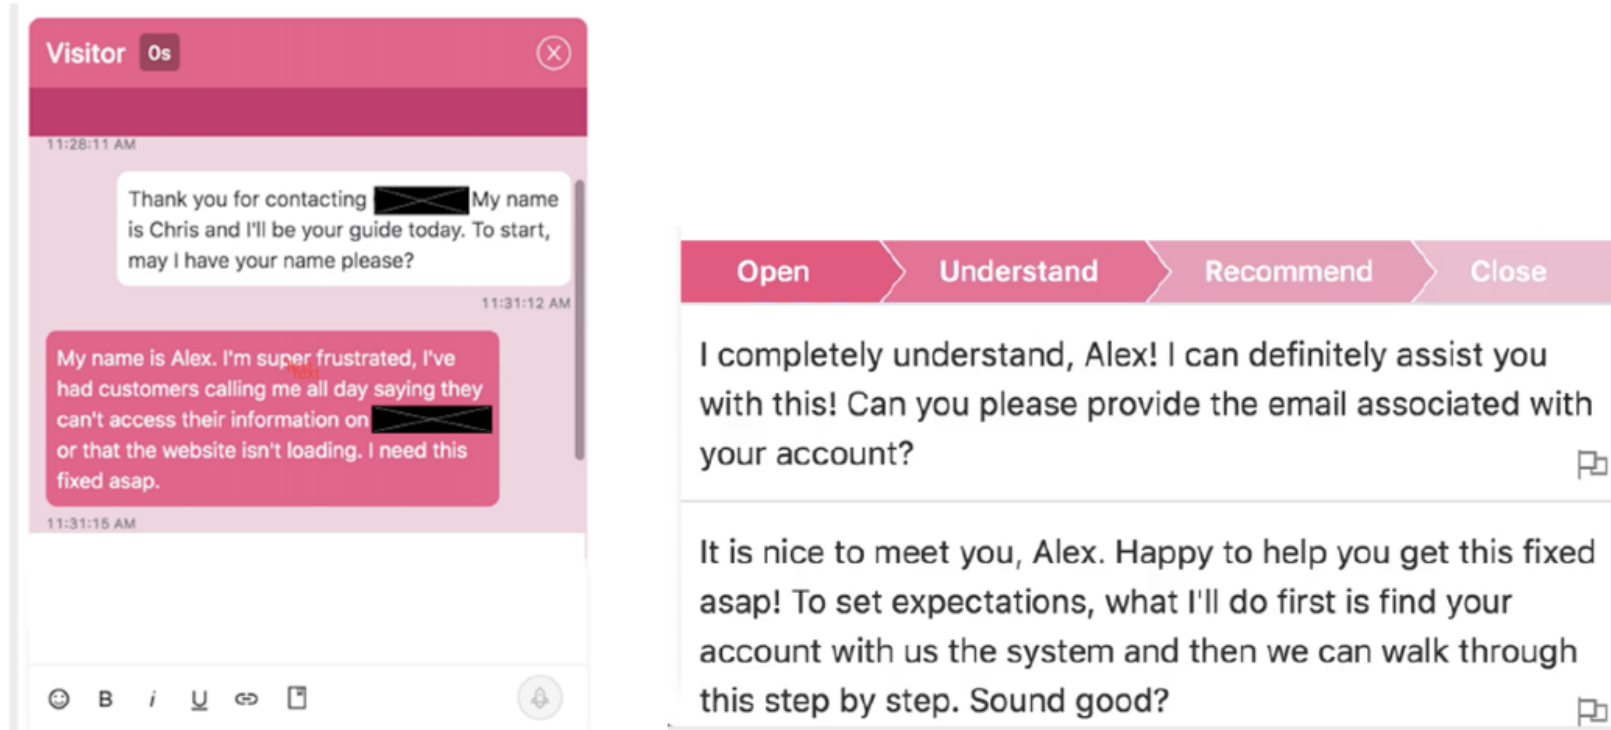 Visitor 0s
11:28:11 AM
Thank you for contacting My name
is Chris and I'll be your guide today. To start,
may I have your name please?
11:31:12 AM
My name is Alex. I'm super frustrated, I've
had customers calling me all day saying they
can't access their information on
or that the website isn't loading. I need this
fixed asap.
11:31:15 AM
B i U
Open Understand Recommend Close
I completely understand, Alex! I can definitely assist you
with this! Can you please provide the email associated with
your account?
It is nice to meet you, Alex. Happy to help you get this fixed
asap! To set expectations, what I'll do first is find your
account with us the system and then we can walk through
this step by step. Sound good?